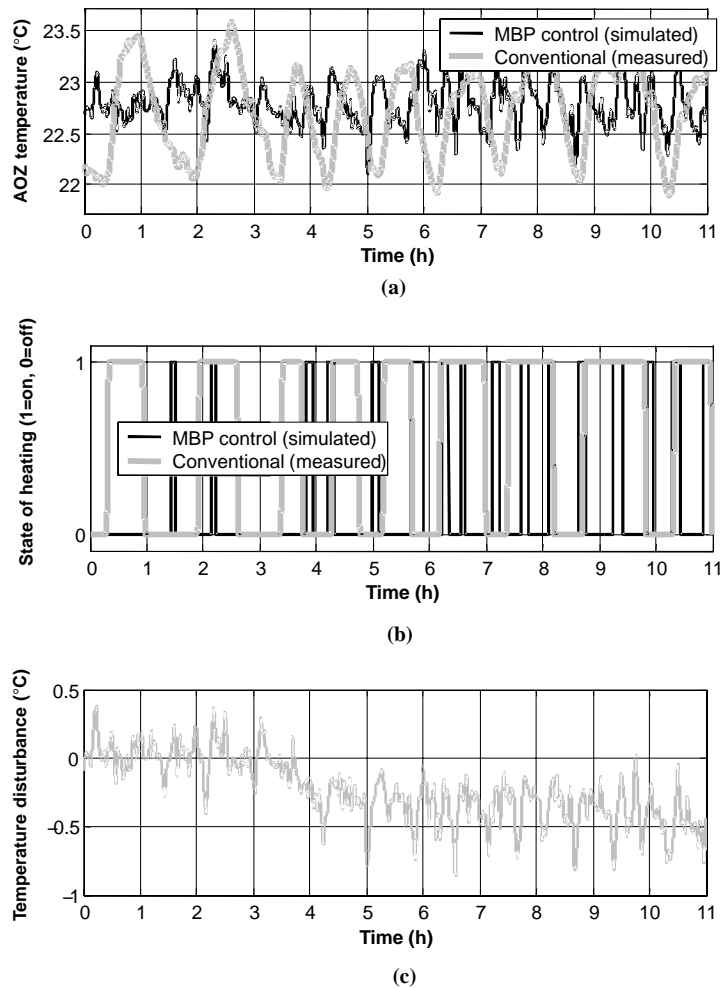 23.5
23
22.5
22
AOZ temperature (°C)
MBP control (simulated)
Conventional (measured)
0 1 2 3 4 5 6 7 8 9 10 11
Time (h)
(a)
1
0
State of heating (1=on, 0=off)
MBP control (simulated)
Conventional (measured)
0 1 2 3 4 5 6 7 8 9 10 11
Time (h)
(b)
0.5
0
–0.5
–1
Temperature disturbance (°C)
0 1 2 3 4 5 6 7 8 9 10 11
Time (h)
(c)